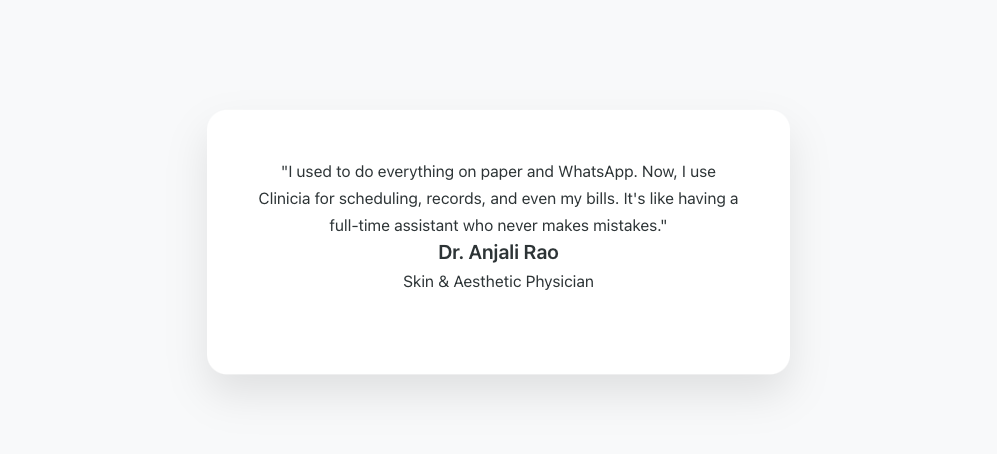 "I used to do everything on paper and WhatsApp. Now, I use
Clinicia for scheduling, records, and even my bills. It's like having a
full-time assistant who never makes mistakes."
Dr. Anjali Rao
Skin & Aesthetic Physician